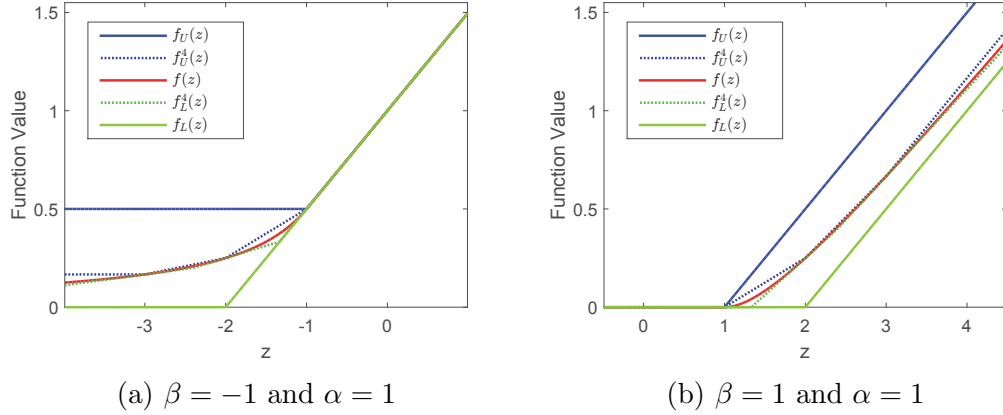 1.5
1
0.5
0
Function Value
f_U(z)
f_U^4(z)
f(z)
f_L^4(z)
f_L(z)
-3
-2
-1
0
z
(a) β = −1 and α = 1
1.5
1
0.5
0
Function Value
f_U(z)
f_U^4(z)
f(z)
f_L^4(z)
f_L(z)
0
1
2
3
4
z
(b) β = 1 and α = 1